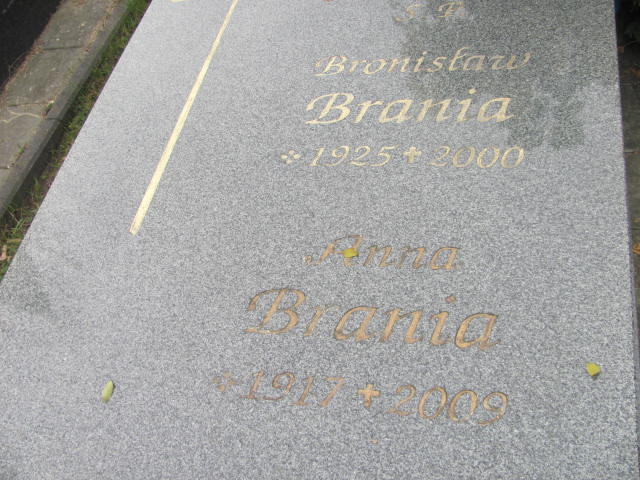 Ś P
Bronisław
Brania
1925 ✝ 2000
Anna
Brania
1917 ✝ 2009